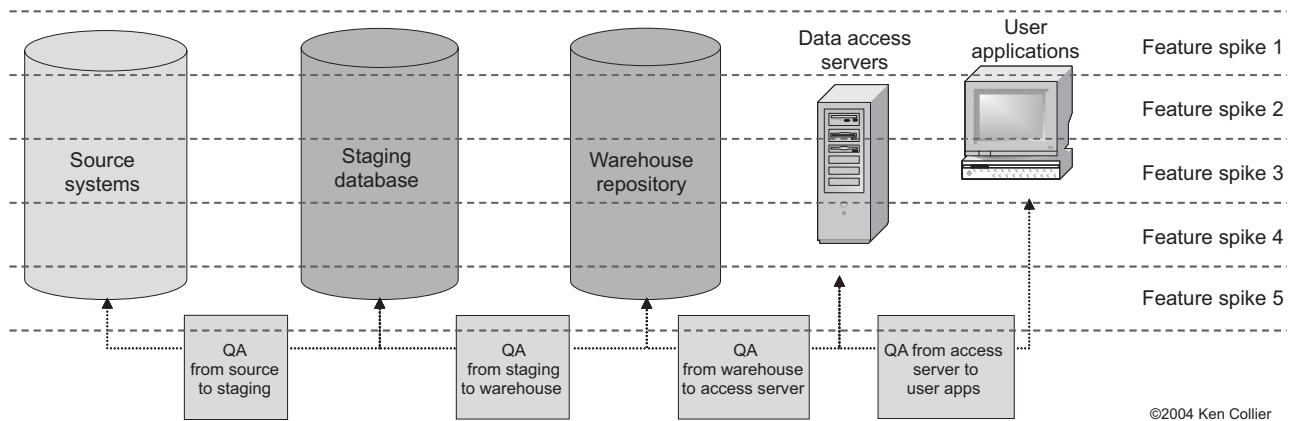 Data access
servers
User
applications
Feature spike 1
Feature spike 2
Source
systems
Staging
database
Warehouse
repository
Feature spike 3
Feature spike 4
Feature spike 5
QA
from source
to staging
QA
from staging
to warehouse
QA
from warehouse
to access server
QA from access
server to
user apps
©2004 Ken Collier